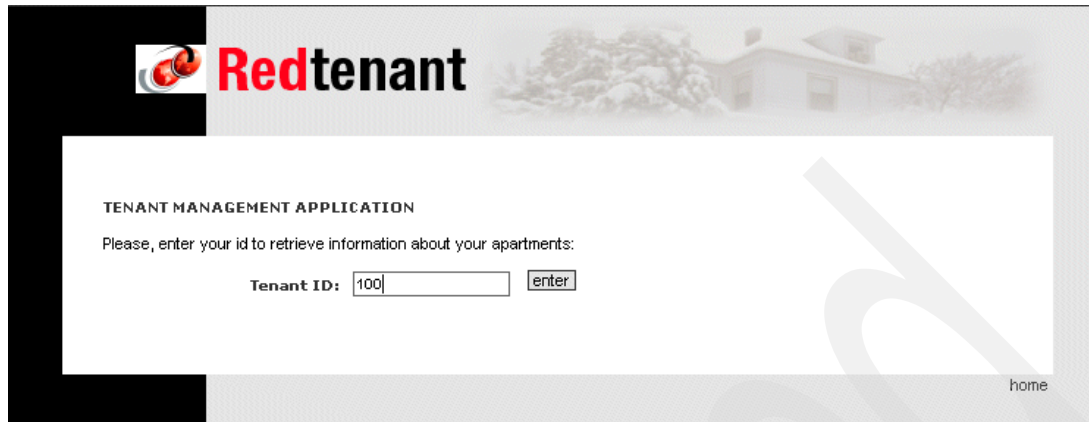 Redtenant
TENANT MANAGEMENT APPLICATION
Please, enter your id to retrieve information about your apartments:
Tenant ID: 100 enter
home